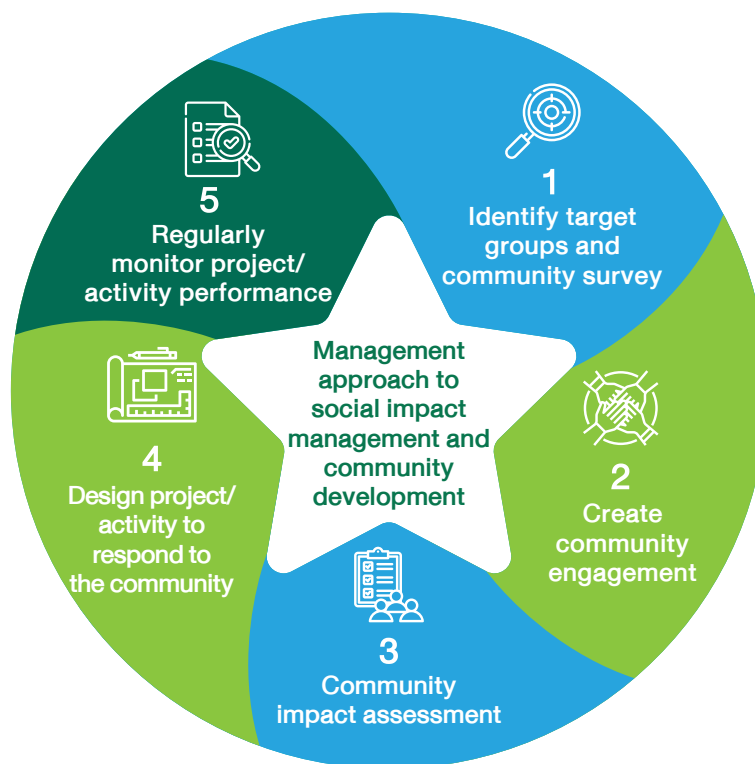 Management
approach to
social impact
management and
community
development
1
Identify target
groups and
community survey
2
Create
community
engagement
3
Community
impact assessment
4
Design project/
activity to
respond to
the community
5
Regularly
monitor project/
activity performance